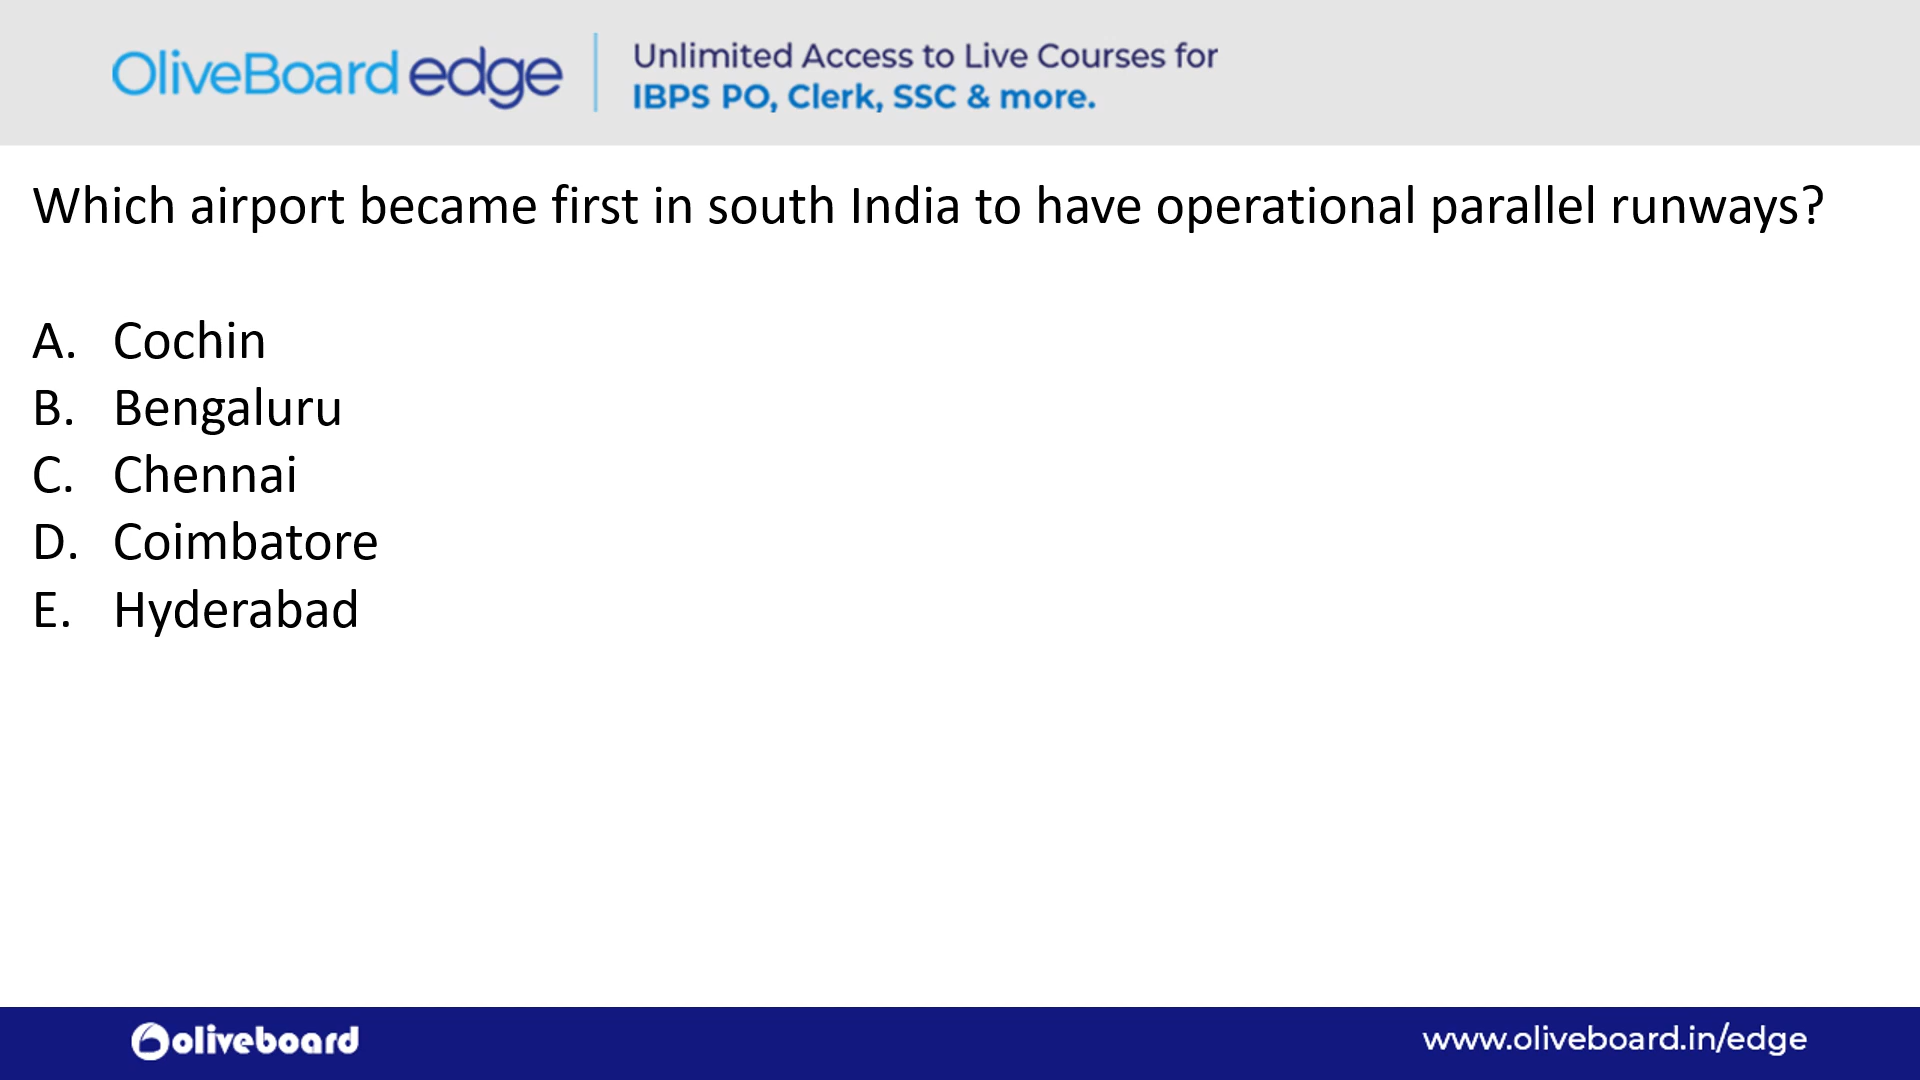 OliveBoard edge
Unlimited Access to Live Courses for
IBPS PO, Clerk, SSC & more.
Which airport became first in south India to have operational parallel runways?
A. Cochin
B. Bengaluru
C. Chennai
D. Coimbatore
E. Hyderabad
oliveboard
www.oliveboard.in/edge